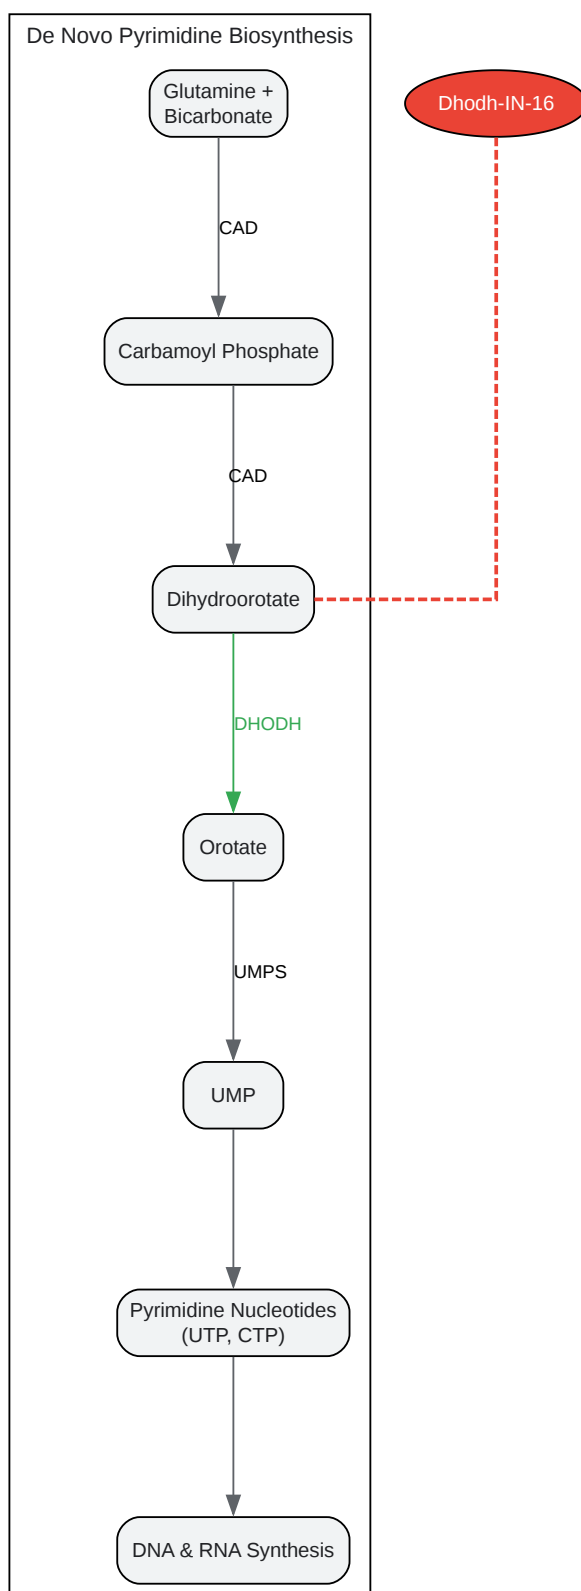 De Novo Pyrimidine Biosynthesis
Glutamine +
Bicarbonate
Dhodh-IN-16
CAD
Carbamoyl Phosphate
CAD
Dihydroorotate
DHODH
Orotate
UMPS
UMP
Pyrimidine Nucleotides
(UTP, CTP)
DNA & RNA Synthesis